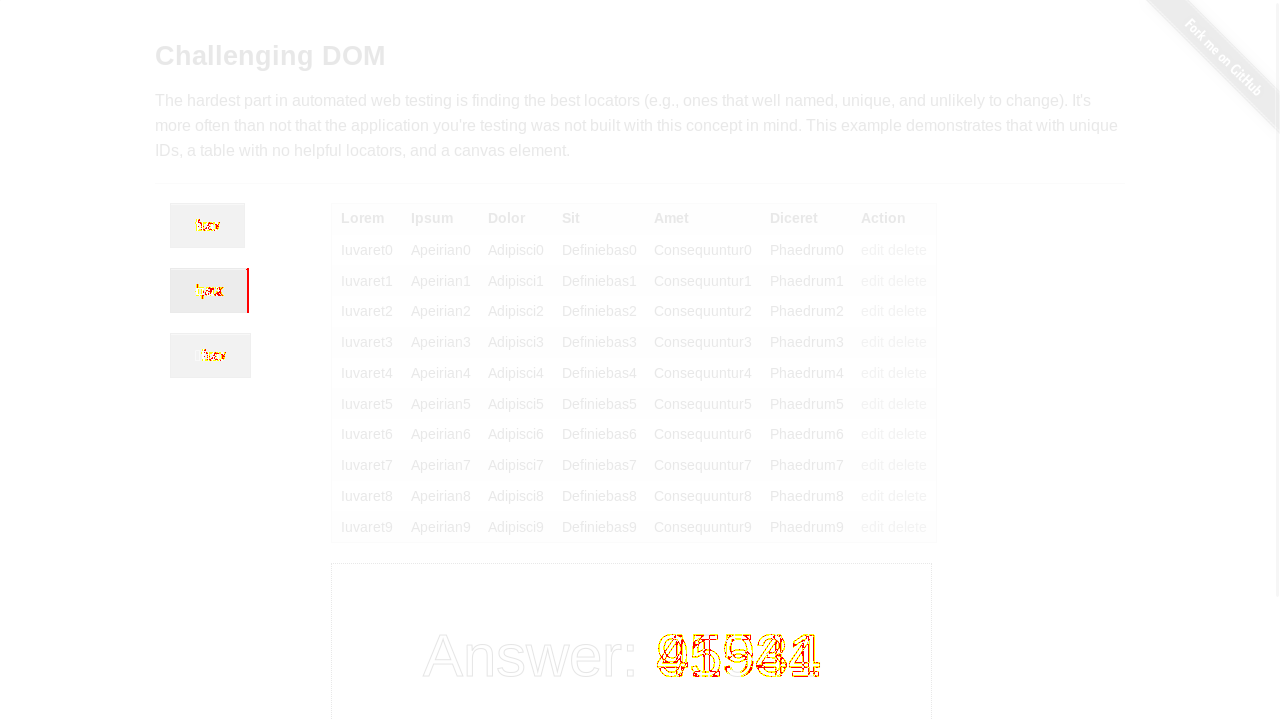 Fork me on GitHub
Challenging DOM
The hardest part in automated web testing is finding the best locators (e.g., ones that well named, unique, and unlikely to change). It's
more often than not that the application you're testing was not built with this concept in mind. This example demonstrates that with unique
IDs, a table with no helpful locators, and a canvas element.
Lorem Ipsum Dolor Sit Amet Diceret Action
Iuvaret0 Apeirian0 Adipisci0 Definiebas0 Consequuntur0 Phaedrum0 edit delete
Iuvaret1 Apeirian1 Adipisci1 Definiebas1 Consequuntur1 Phaedrum1 edit delete
Iuvaret2 Apeirian2 Adipisci2 Definiebas2 Consequuntur2 Phaedrum2 edit delete
Iuvaret3 Apeirian3 Adipisci3 Definiebas3 Consequuntur3 Phaedrum3 edit delete
Iuvaret4 Apeirian4 Adipisci4 Definiebas4 Consequuntur4 Phaedrum4 edit delete
Iuvaret5 Apeirian5 Adipisci5 Definiebas5 Consequuntur5 Phaedrum5 edit delete
Iuvaret6 Apeirian6 Adipisci6 Definiebas6 Consequuntur6 Phaedrum6 edit delete
Iuvaret7 Apeirian7 Adipisci7 Definiebas7 Consequuntur7 Phaedrum7 edit delete
Iuvaret8 Apeirian8 Adipisci8 Definiebas8 Consequuntur8 Phaedrum8 edit delete
Iuvaret9 Apeirian9 Adipisci9 Definiebas9 Consequuntur9 Phaedrum9 edit delete
Answer: